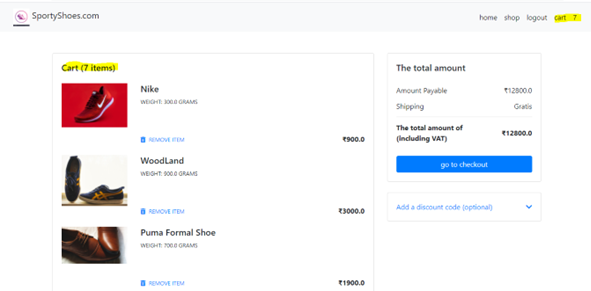 SportyShoes.com
home shop logout cart 7
Cart (7 items)
Nike
WEIGHT: 300.0 GRAMS
REMOVE ITEM ₹900.0
WoodLand
WEIGHT: 900.0 GRAMS
REMOVE ITEM ₹3000.0
Puma Formal Shoe
WEIGHT: 700.0 GRAMS
REMOVE ITEM ₹1900.0
The total amount
Amount Payable ₹12800.0
Shipping Gratis
The total amount of
(including VAT) ₹12800.0
go to checkout
Add a discount code (optional)